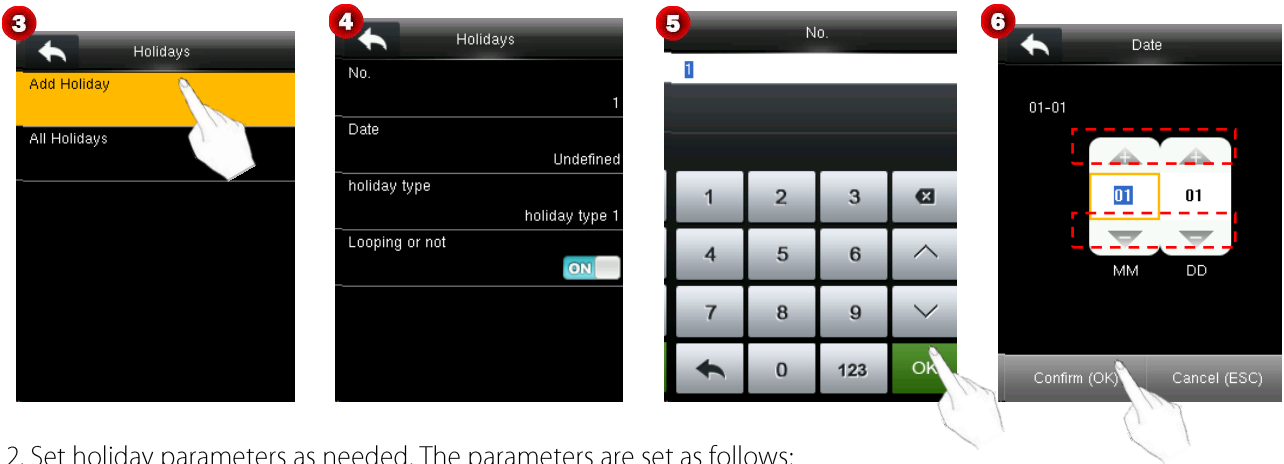 3
Holidays
Add Holiday
All Holidays
4
Holidays
No.
1
Date
Undefined
holiday type
holiday type 1
Looping or not
ON
5
No.
1
1 2 3
4 5 6
7 8 9
0 123 OK
6
Date
01-01
01 01
MM DD
Confirm (OK) Cancel (ESC)
2. Set holiday parameters as needed. The parameters are set as follows: